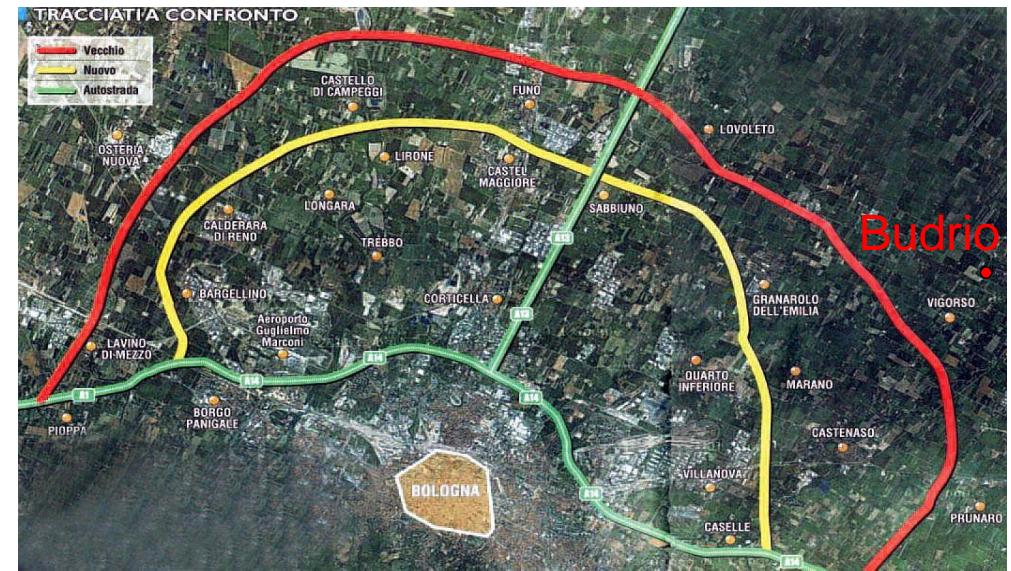 TRACCIATI A CONFRONTO
Vecchio
Nuovo
Autostrada
CASTELLO
DI CAMPEGGI
FUNO
LOVOLETO
OSTERIA
NUOVA
LIRONE
CASTEL
MAGGIORE
LONGARA
SABBIUNO
CALDERARA
DI RENO
Budrio
TREBBO
A13
BARGELLINO
CORTICELLA
GRANAROLO
DELL'EMILIA
VIGORSO
Aeroporto
Guglielmo
Marconi
A13
LAVINO
DI MEZZO
A14
QUARTO
INFERIORE
MARANO
A1
A14
A14
BORGO
PANIGALE
PIOPPA
CASTENASO
BOLOGNA
VILLANOVA
A14
PRUNARO
CASELLE
A14